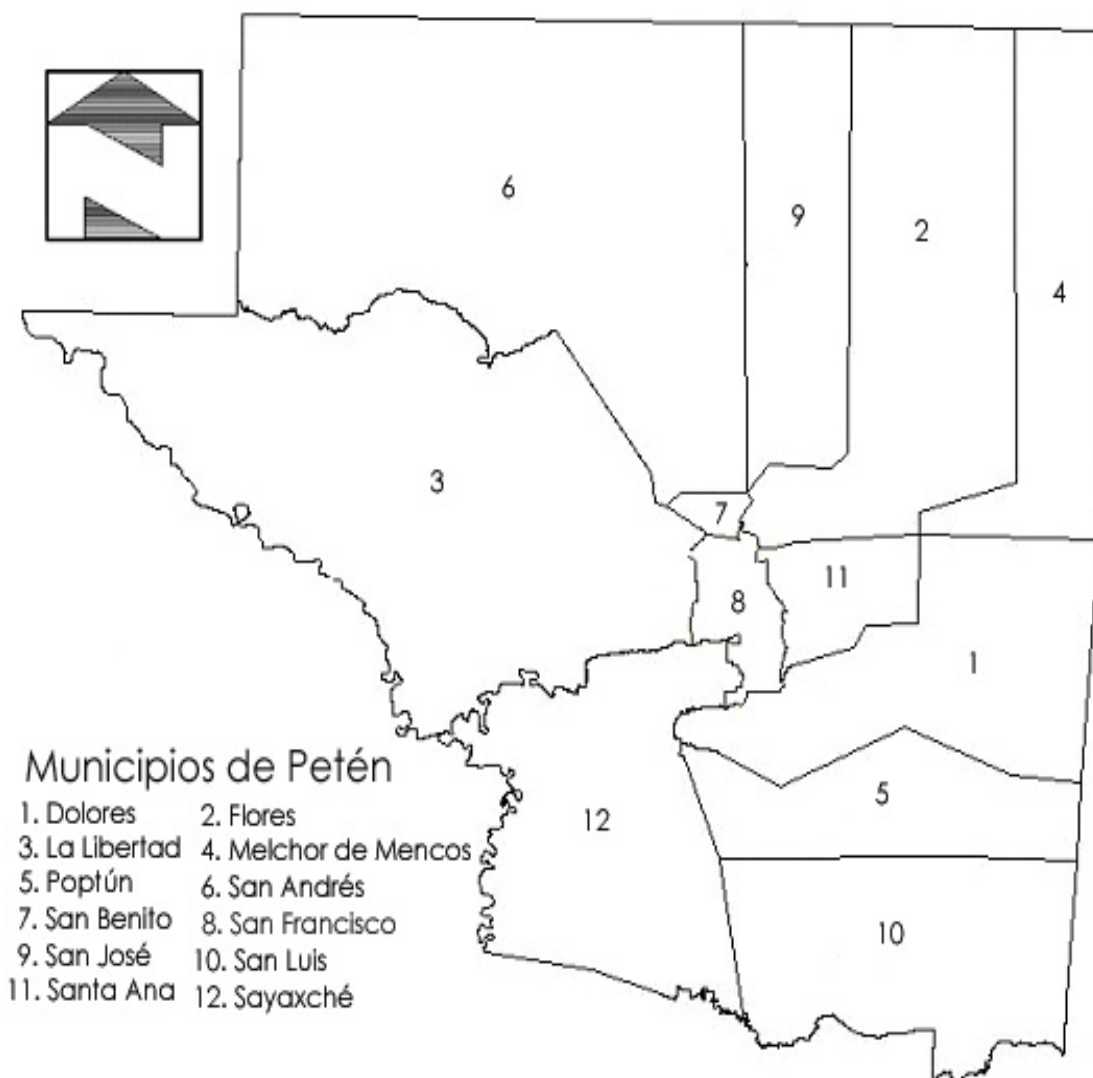 6
9
2
4
3
7
11
8
1
Municipios de Petén
1. Dolores 2. Flores
3. La Libertad 4. Melchor de Mencos
5. Poptún 6. San Andrés
7. San Benito 8. San Francisco
9. San José 10. San Luis
11. Santa Ana 12. Sayaxché
5
12
10